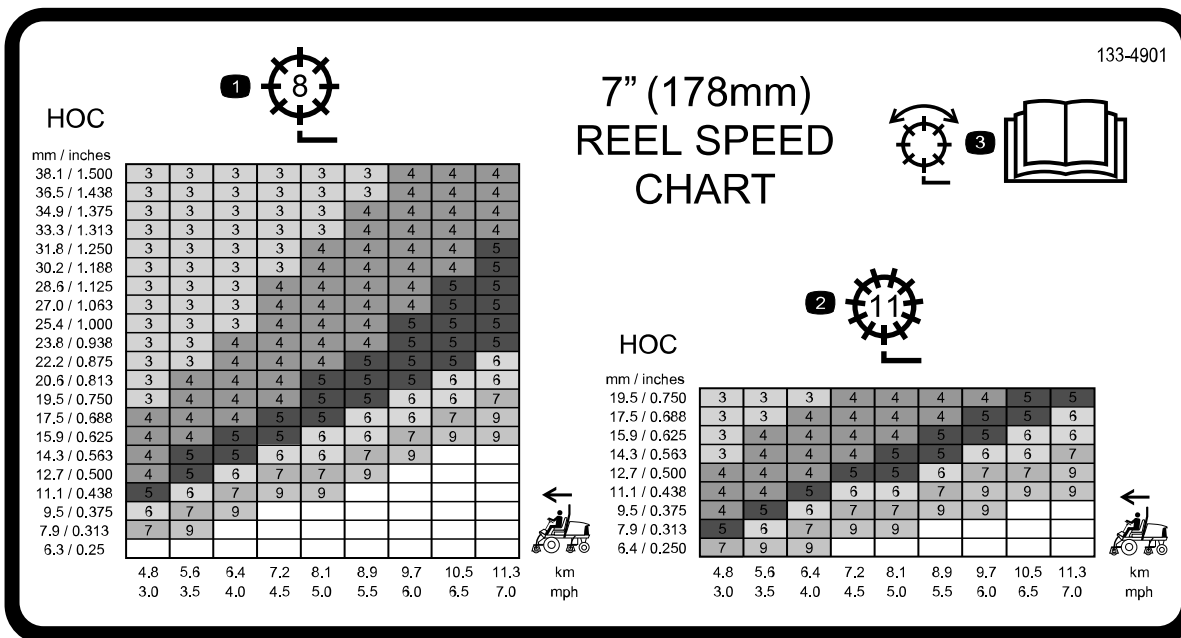 133-4901
7” (178mm)
REEL SPEED
CHART
1
8
3
HOC
mm / inches
38.1 / 1.500 3 3 3 3 3 3 4 4 4
36.5 / 1.438 3 3 3 3 3 3 4 4 4
34.9 / 1.375 3 3 3 3 3 4 4 4 4
33.3 / 1.313 3 3 3 3 3 4 4 4 4
31.8 / 1.250 3 3 3 3 4 4 4 4 5
30.2 / 1.188 3 3 3 3 4 4 4 4 5
28.6 / 1.125 3 3 3 4 4 4 4 5 5
27.0 / 1.063 3 3 3 4 4 4 4 5 5
25.4 / 1.000 3 3 3 4 4 4 5 5 5
23.8 / 0.938 3 3 4 4 4 4 5 5 5
22.2 / 0.875 3 3 4 4 4 5 5 5 6
20.6 / 0.813 3 4 4 4 5 5 5 6 6
19.5 / 0.750 3 4 4 4 5 5 6 6 7
17.5 / 0.688 4 4 4 5 5 6 6 7 9
15.9 / 0.625 4 4 5 5 6 6 7 9 9
14.3 / 0.563 4 5 5 6 6 7 9
12.7 / 0.500 4 5 6 7 7 9
11.1 / 0.438 5 6 7 9 9
9.5 / 0.375 6 7 9
7.9 / 0.313 7 9
6.3 / 0.25
4.8 5.6 6.4 7.2 8.1 8.9 9.7 10.5 11.3 km
3.0 3.5 4.0 4.5 5.0 5.5 6.0 6.5 7.0 mph
2
11
HOC
mm / inches
19.5 / 0.750 3 3 3 4 4 4 4 5 5
17.5 / 0.688 3 3 4 4 4 4 5 5 6
15.9 / 0.625 3 4 4 4 4 5 5 6 6
14.3 / 0.563 3 4 4 4 5 5 6 6 7
12.7 / 0.500 4 4 4 5 5 6 7 7 9
11.1 / 0.438 4 4 5 6 6 7 9 9 9
9.5 / 0.375 4 5 6 7 7 9 9
7.9 / 0.313 5 6 7 9 9
6.4 / 0.250 7 9 9
4.8 5.6 6.4 7.2 8.1 8.9 9.7 10.5 11.3 km
3.0 3.5 4.0 4.5 5.0 5.5 6.0 6.5 7.0 mph